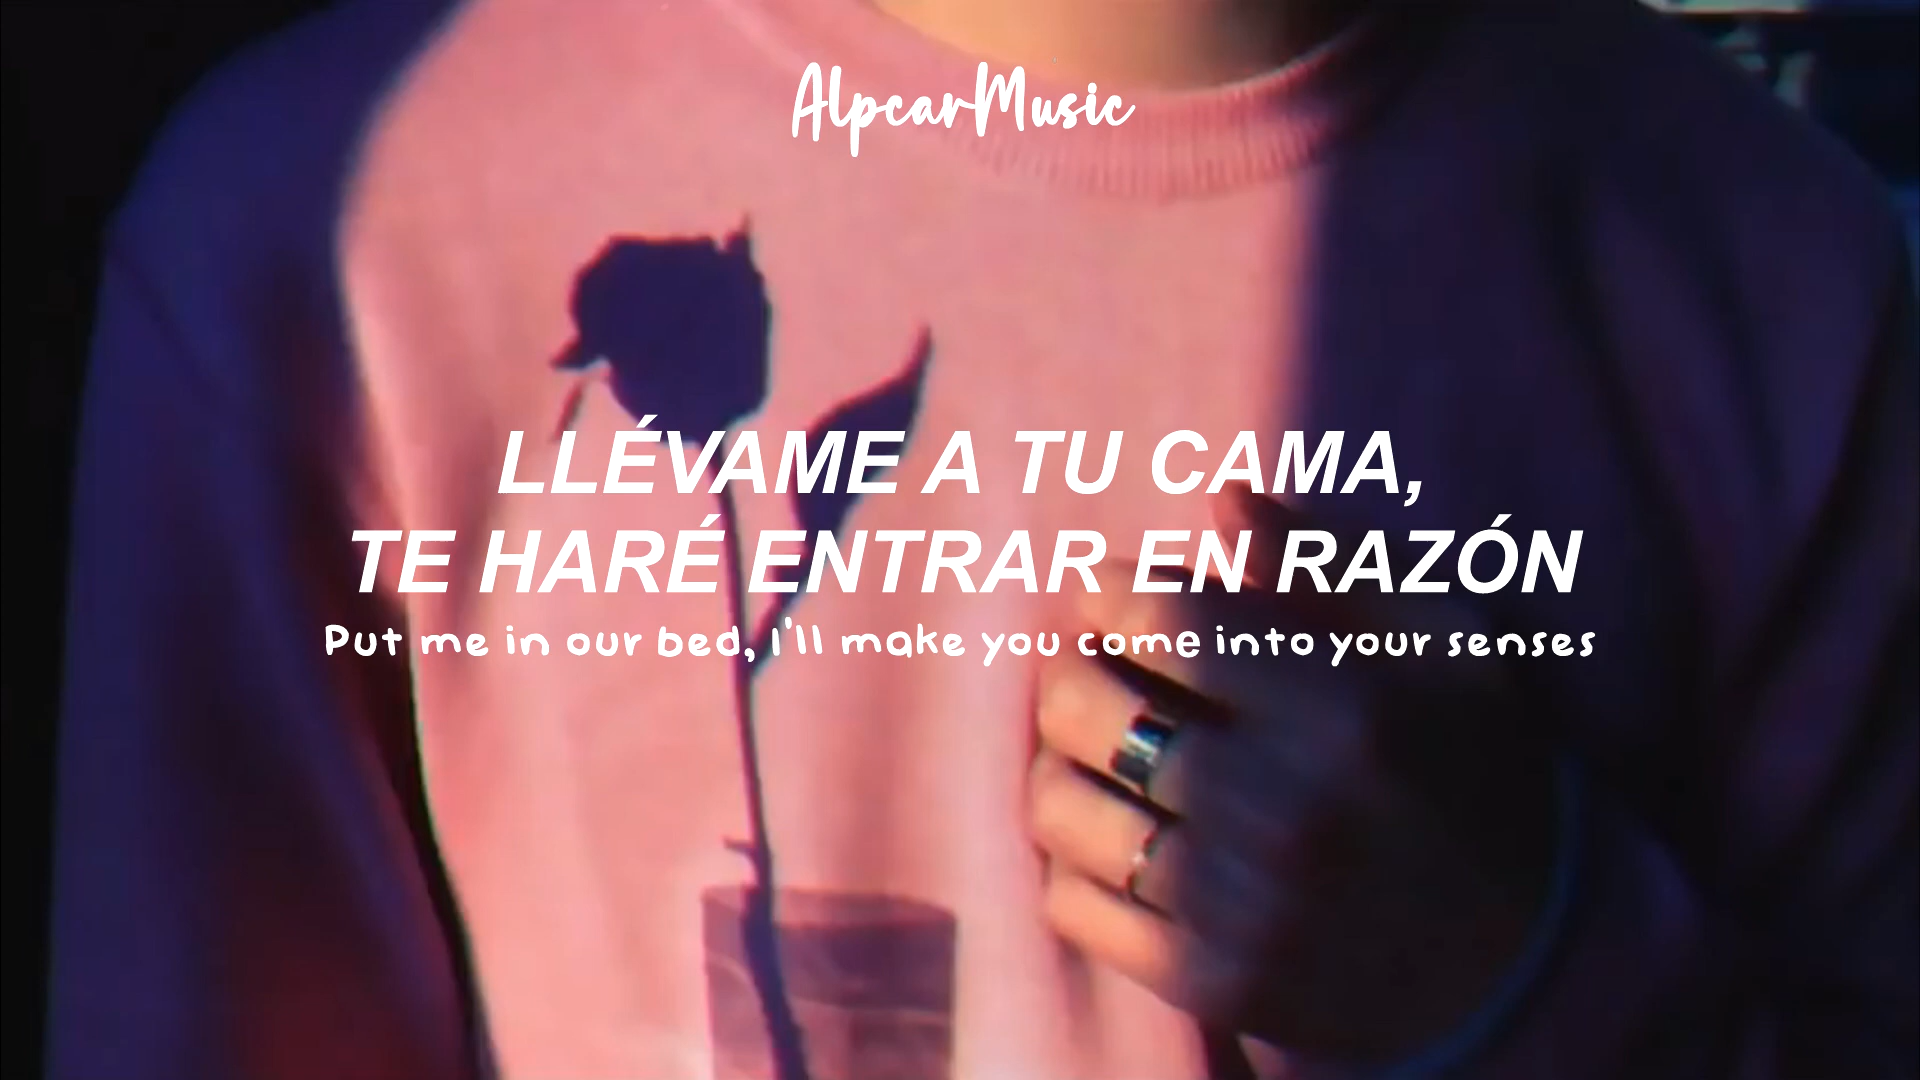 AlpcarMusic
LLÉVAME A TU CAMA,
TE HARÉ ENTRAR EN RAZÓN
Put me in our bed, I'll make you come into your senses